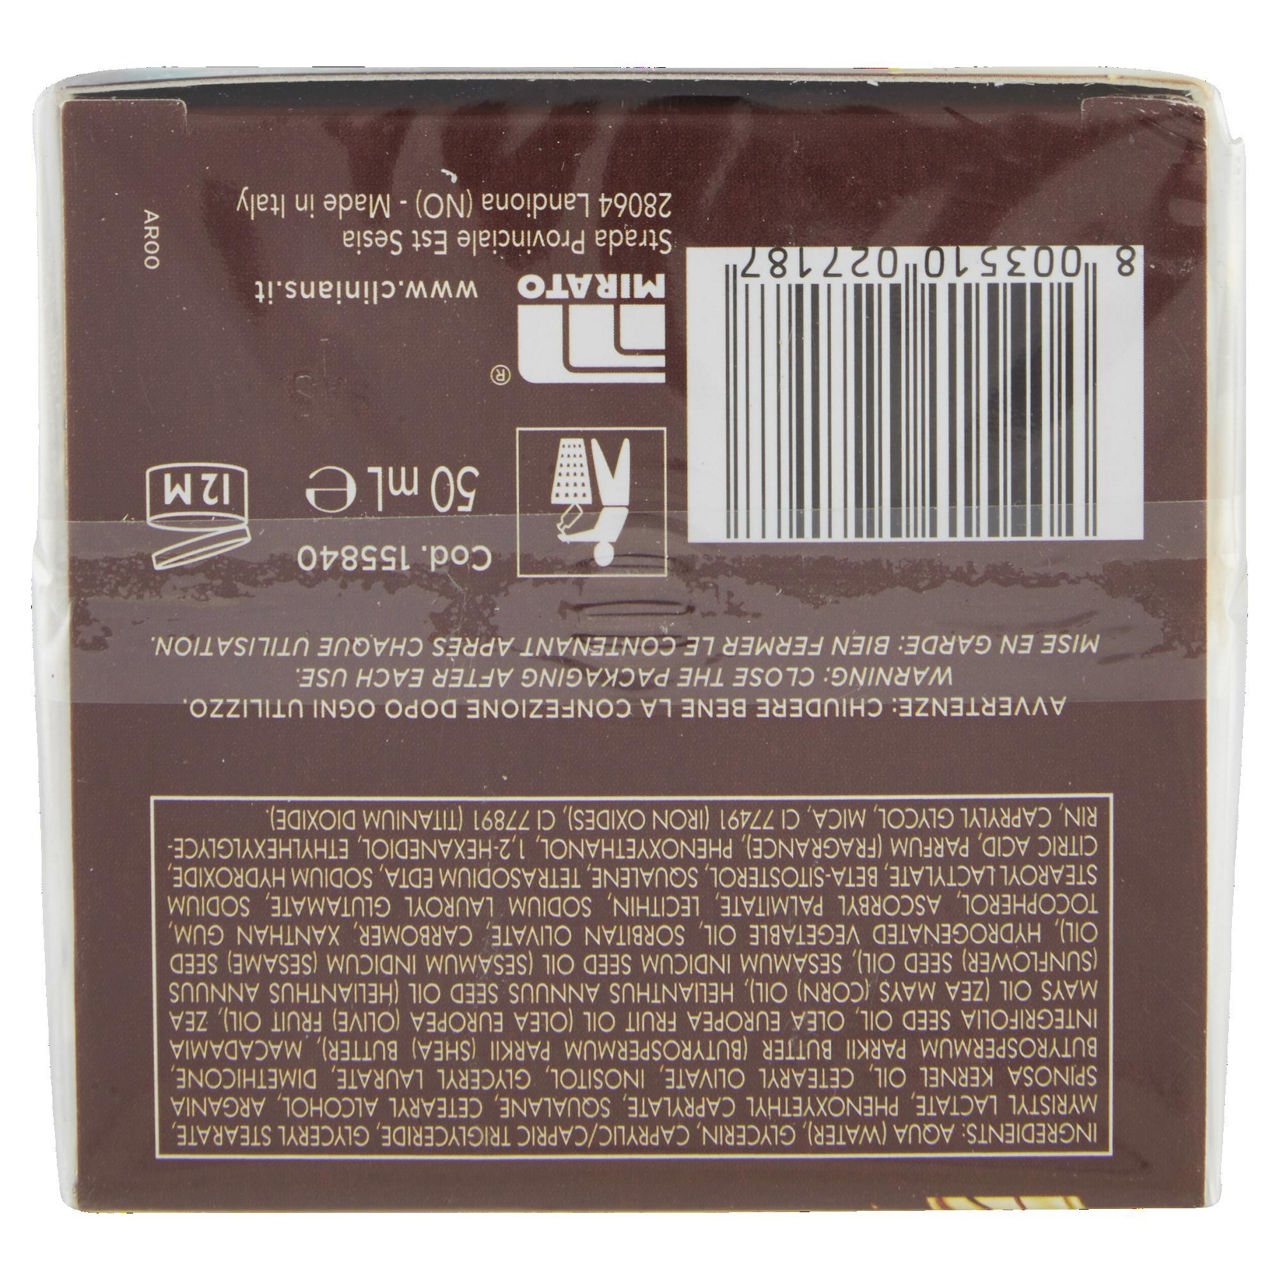 INGREDIENTS: AQUA (WATER), GLYCERIN, CAPRYLIC/CAPRIC TRIGLYCERIDE, GLYCERYL STEARATE,
MYRISTYL LACTATE, PHENOXYETHYL CAPRYLATE, SQUALANE, CETEARYL ALCOHOL, ARGANIA
SPINOSA KERNEL OIL, CETEARYL OLIVATE, INOSITOL, GLYCERYL LAURATE, DIMETHICONE,
BUTYROSPERMUM PARKII BUTTER (BUTYROSPERMUM PARKII (SHEA) BUTTER), MACADAMIA
INTEGRIFOLIA SEED OIL, OLEA EUROPEA FRUIT OIL (OLEA EUROPEA (OLIVE) FRUIT OIL), ZEA
MAYS OIL (ZEA MAYS (CORN) OIL), HELIANTHUS ANNUUS SEED OIL (HELIANTHUS ANNUUS
(SUNFLOWER) SEED OIL), SESAMUM INDICUM SEED OIL (SESAMUM INDICUM (SESAME) SEED
OIL), HYDROGENATED VEGETABLE OIL, SORBITAN OLIVATE, CARBOMER, XANTHAN GUM,
TOCOPHEROL, ASCORBYL PALMITATE, LECITHIN, SODIUM LAUROYL GLUTAMATE, SODIUM
STEAROYL LACTYLATE, BETA-SITOSTEROL, SQUALENE, TETRASODIUM EDTA, SODIUM HYDROXIDE,
CITRIC ACID, PARFUM (FRAGRANCE), PHENOXYETHANOL, 1,2-HEXANEDIOL, ETHYLHEXYLGLYCE-
RIN, CAPRYLYL GLYCOL, MICA, CI 77491 (IRON OXIDES), CI 77891 (TITANIUM DIOXIDE).
AVVERTENZE: CHIUDERE BENE LA CONFEZIONE DOPO OGNI UTILIZZO.
WARNING: CLOSE THE PACKAGING AFTER EACH USE.
MISE EN GARDE: BIEN FERMER LE CONTENANT APRES CHAQUE UTILISATION.
Cod. 155840
50 mL e
12 M
®
MIRATO
www.clinians.it
Strada Provinciale Est Sesia
28064 Landiona (NO) - Made in Italy
8 003510 027187
AR00